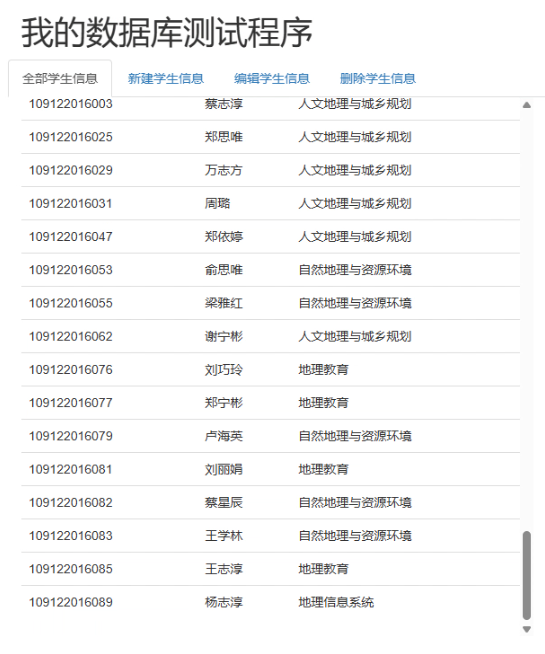 我的数据库测试程序
全部学生信息 新建学生信息 编辑学生信息 删除学生信息
109122016003 蔡志淳 人文地理与城乡规划
109122016025 郑思唯 人文地理与城乡规划
109122016029 万志方 人文地理与城乡规划
109122016031 周璐 人文地理与城乡规划
109122016047 郑依婷 人文地理与城乡规划
109122016053 俞思唯 自然地理与资源环境
109122016055 梁雅红 自然地理与资源环境
109122016062 谢宁彬 人文地理与城乡规划
109122016076 刘巧玲 地理教育
109122016077 郑宁彬 地理教育
109122016079 卢海英 自然地理与资源环境
109122016081 刘丽娟 地理教育
109122016082 蔡星辰 自然地理与资源环境
109122016083 王学林 自然地理与资源环境
109122016085 王志淳 地理教育
109122016089 杨志淳 地理信息系统